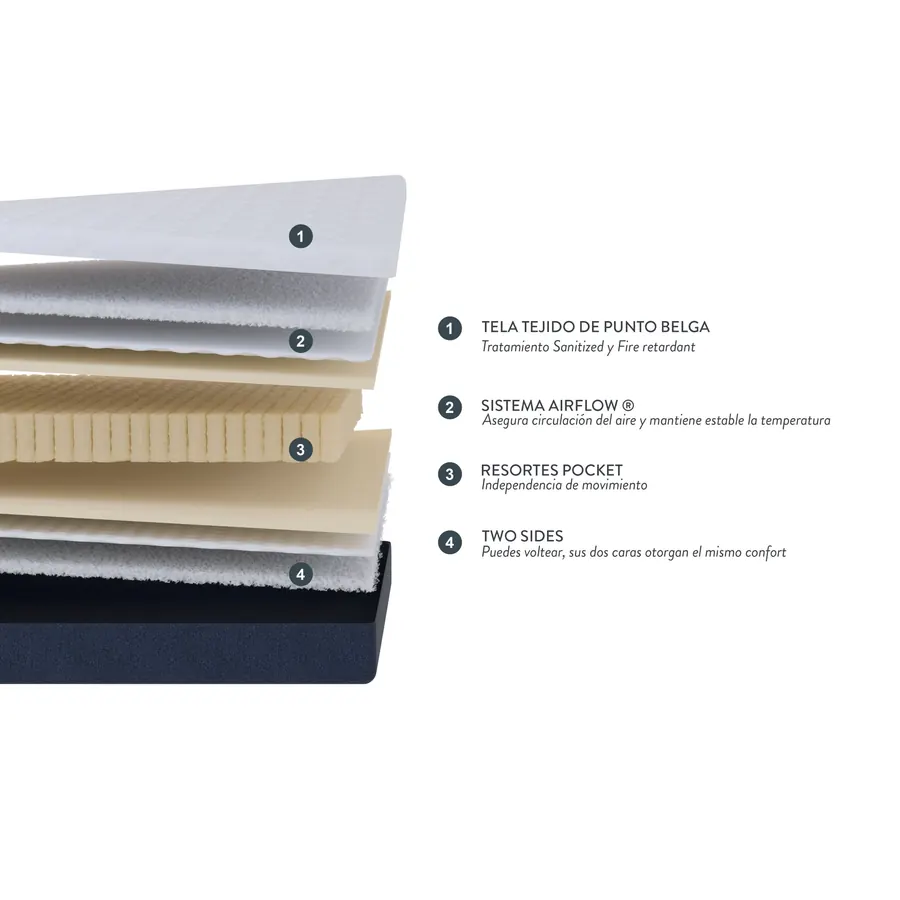 1
2
3
4
1 TELA TEJIDO DE PUNTO BELGA
Tratamiento Sanitized y Fire retardant
2 SISTEMA AIRFLOW ®
Asegura circulación del aire y mantiene estable la temperatura
3 RESORTES POCKET
Independencia de movimiento
4 TWO SIDES
Puedes voltear, sus dos caras otorgan el mismo confort